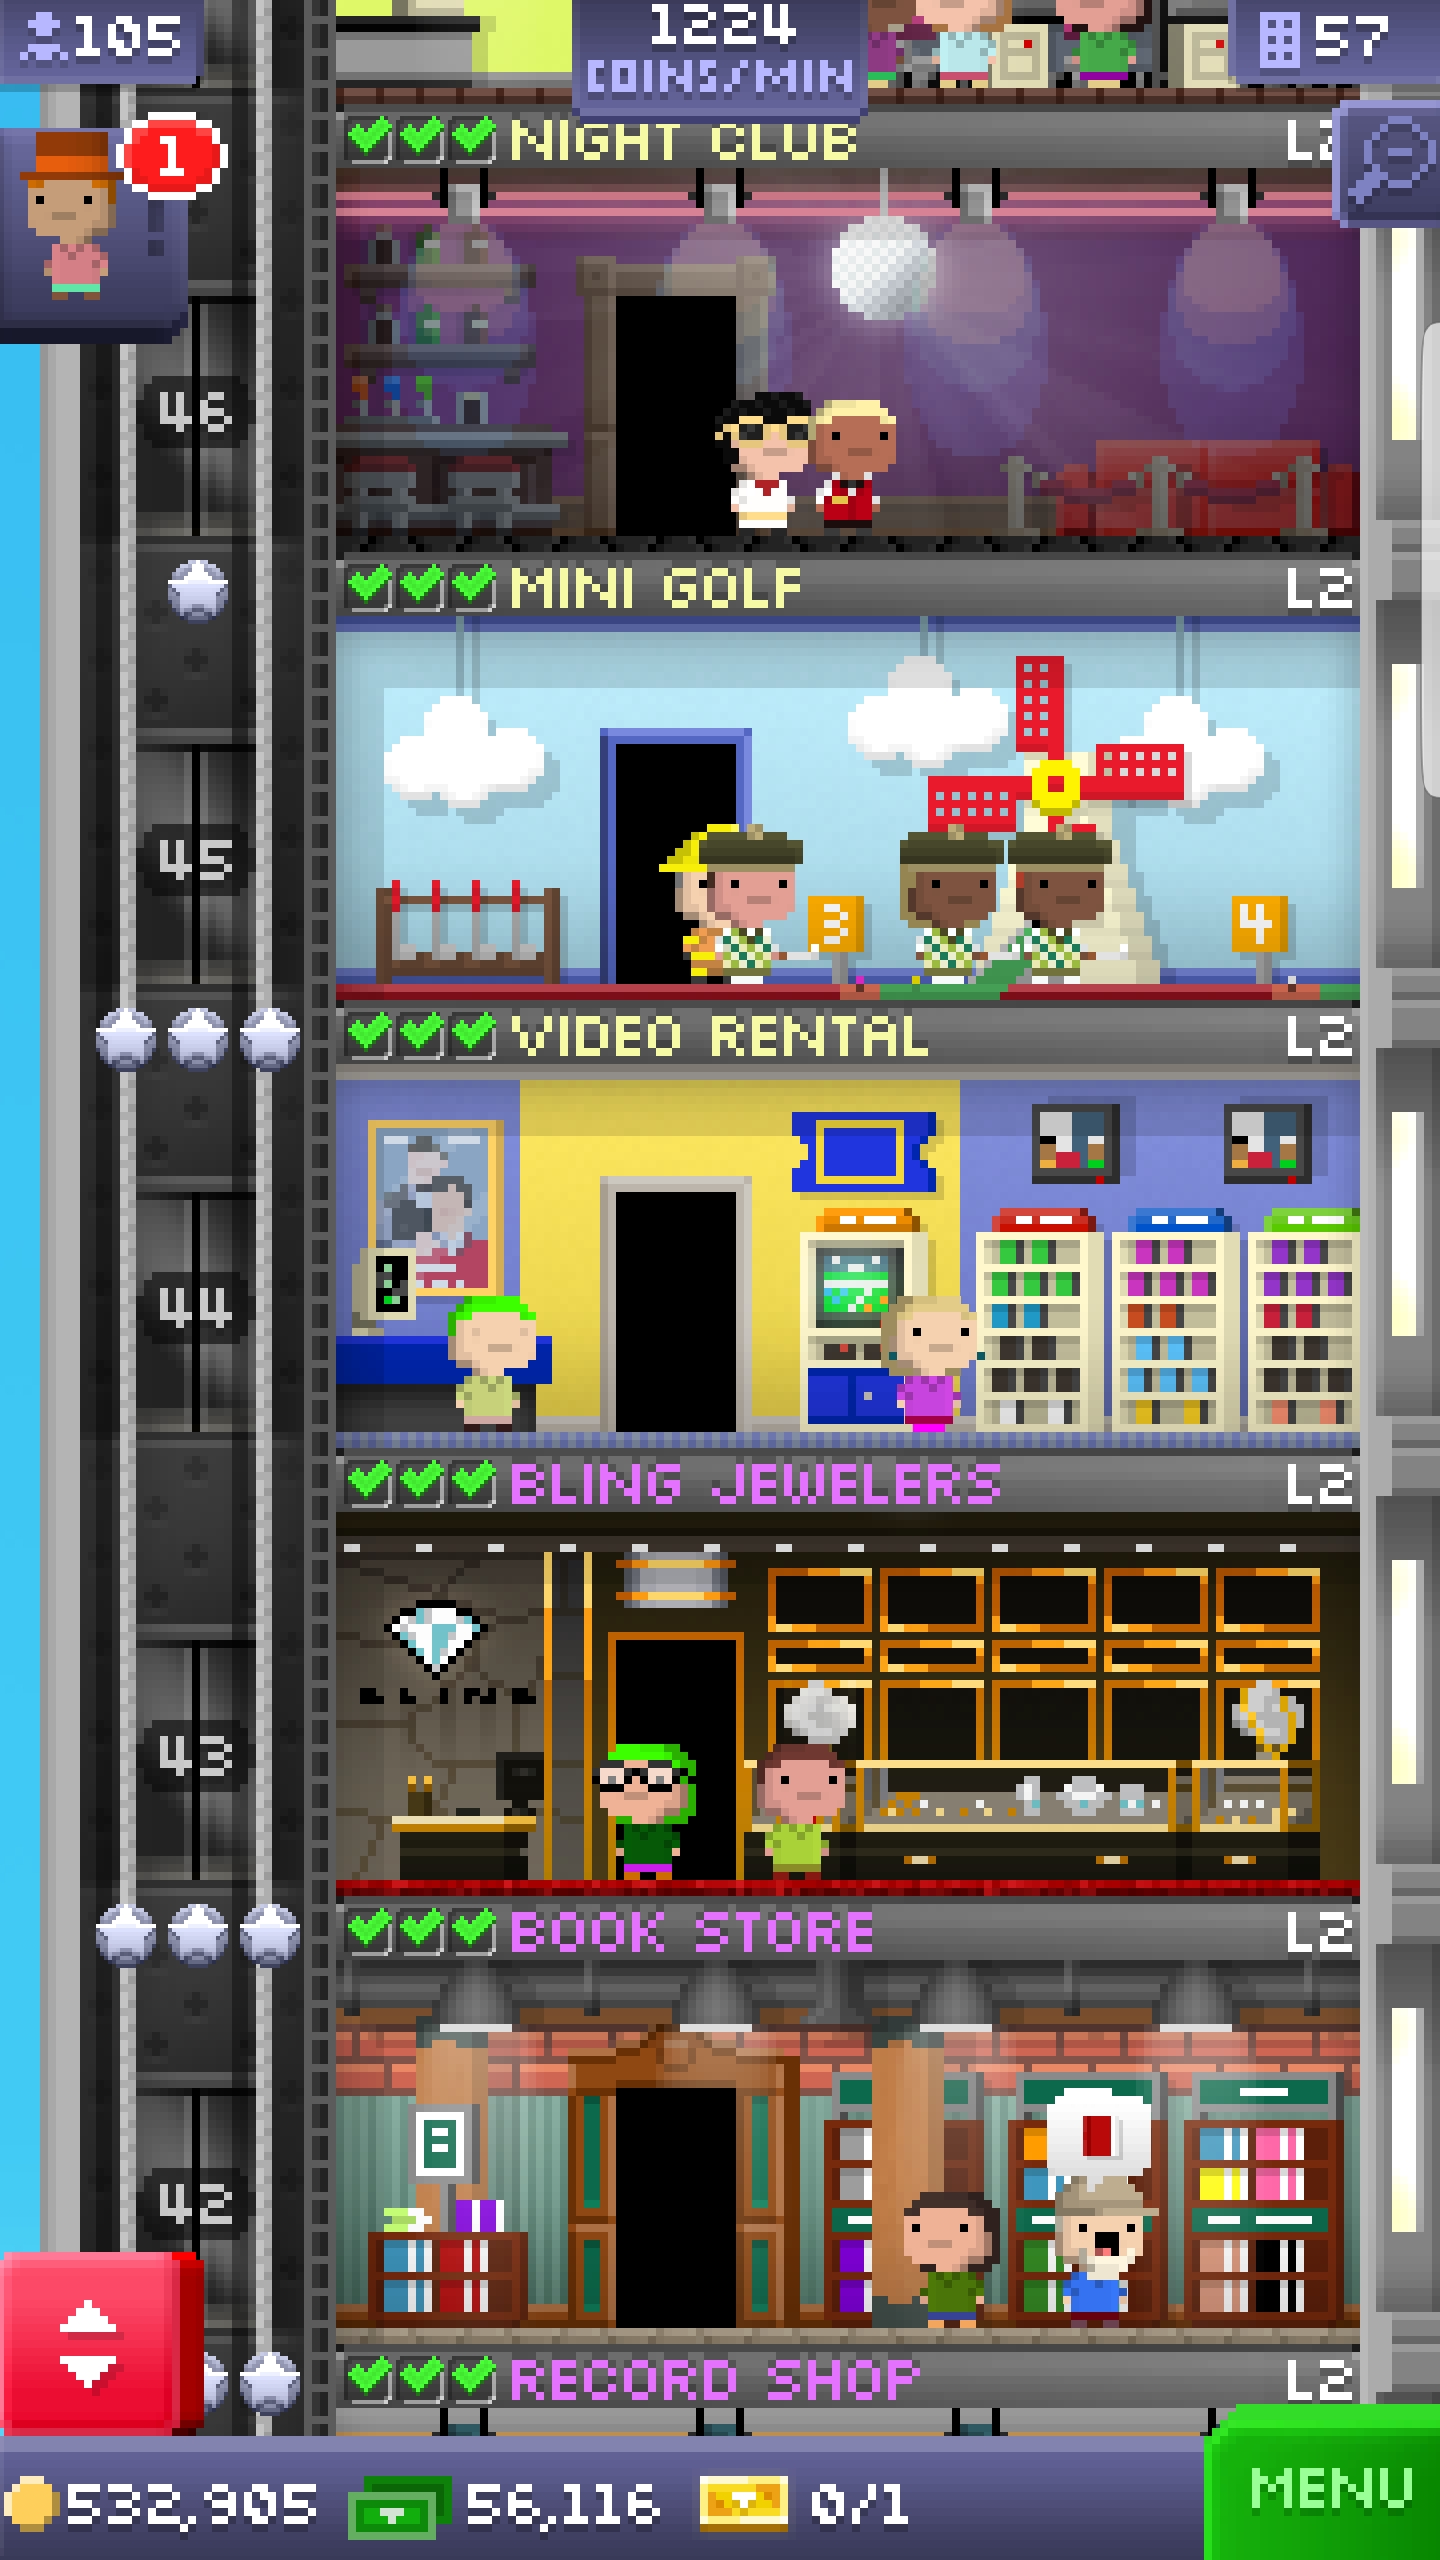 105
1224
COINS/MIN
57
1
NIGHT CLUB
46
MINI GOLF L2
45
3
4
VIDEO RENTAL L2
44
BLING JEWELERS L2
BLING
43
BOOK STORE L2
42
RECORD SHOP L2
532,905 56,116 0/1
MENU